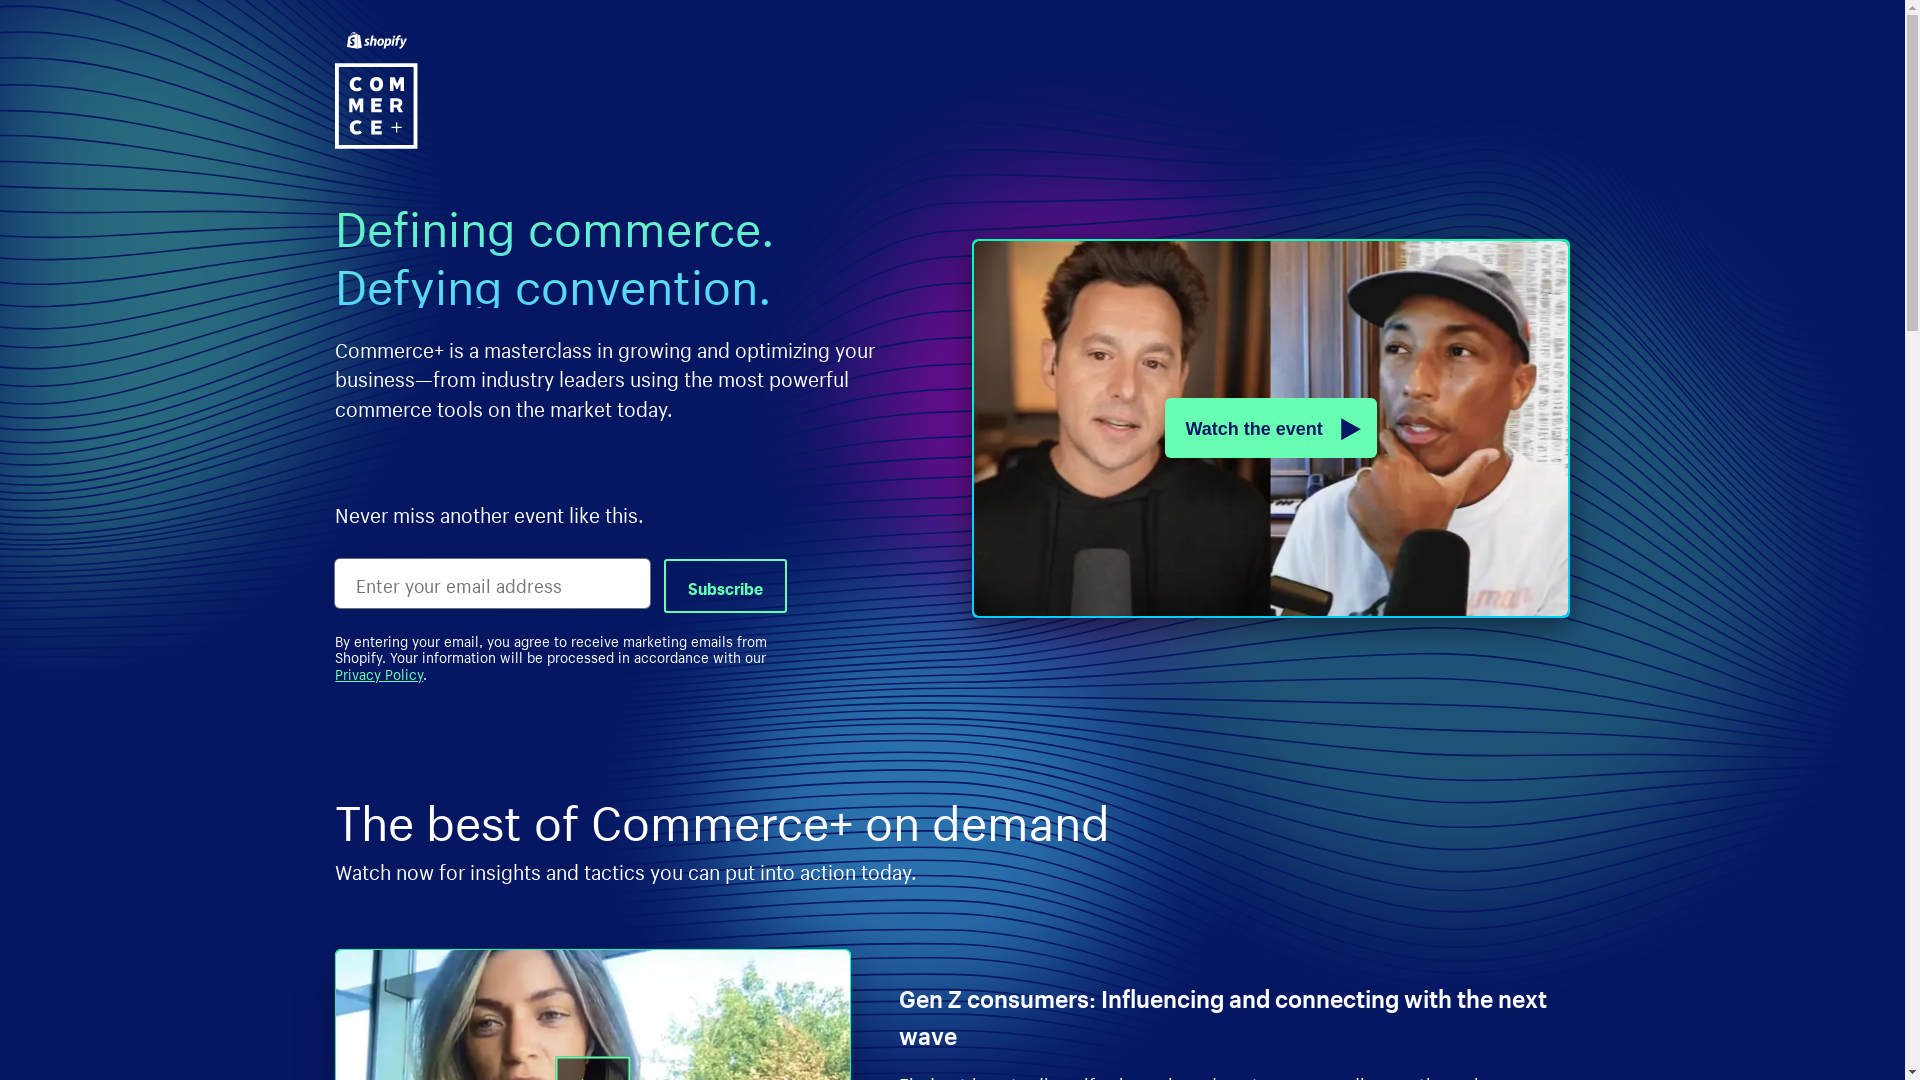 shopify
COM
MER
CE+
Defining commerce.
Defying convention.
Commerce+ is a masterclass in growing and optimizing your
business—from industry leaders using the most powerful
commerce tools on the market today.
Watch the event
Never miss another event like this.
Enter your email address
Subscribe
By entering your email, you agree to receive marketing emails from
Shopify. Your information will be processed in accordance with our
Privacy Policy.
The best of Commerce+ on demand
Watch now for insights and tactics you can put into action today.
Gen Z consumers: Influencing and connecting with the next
wave